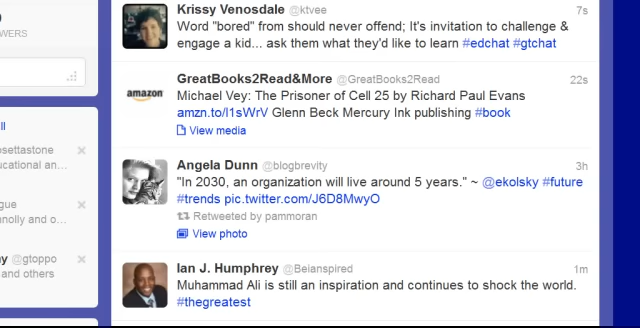 WERS
ll
osettastone
ucational an...
gue
nnolly and o...
ny @gtoppo
and others
Krissy Venosdale @ktvee 7s
Word "bored" from should never offend; It's invitation to challenge &
engage a kid... ask them what they'd like to learn #edchat #gtchat
GreatBooks2Read&More @GreatBooks2Read 22s
amazon
Michael Vey: The Prisoner of Cell 25 by Richard Paul Evans
amzn.to/l1sWrV Glenn Beck Mercury Ink publishing #book
View media
Angela Dunn @blogbrevity 3h
"In 2030, an organization will live around 5 years." ~ @ekolsky #future
#trends pic.twitter.com/J6D8MwyO
Retweeted by pammoran
View photo
Ian J. Humphrey @Beianspired 1m
Muhammad Ali is still an inspiration and continues to shock the world.
#thegreatest